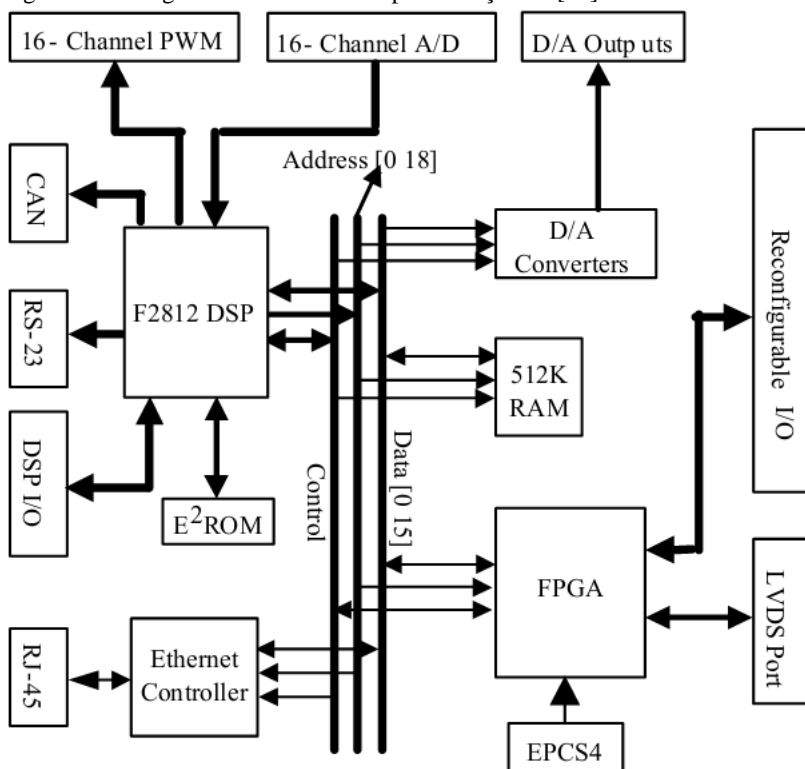 16- Channel PWM
16- Channel A/D
D/A Outp uts
Address [0 18]
CAN
D/A
Converters
Reconfigurable I/O
F2812 DSP
RS-23
512K
RAM
DSP I/O
Control
Data [0 15]
E²ROM
FPGA
LVDS Port
RJ-45
Ethernet
Controller
EPCS4